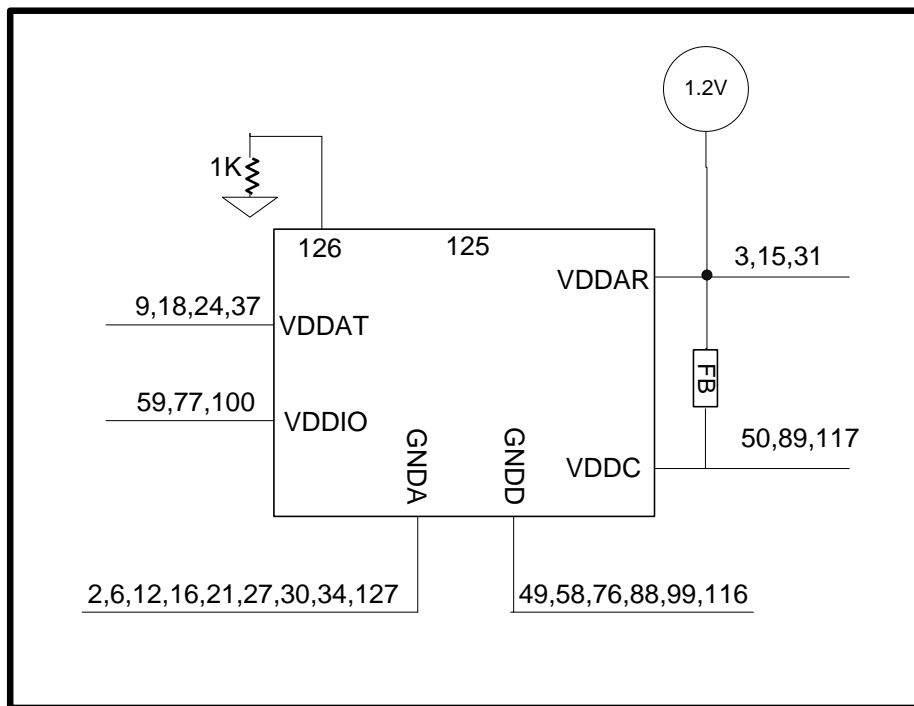 1.2V
1K
126
125
VDDAR
3,15,31
9,18,24,37
VDDAT
FB
59,77,100
VDDIO
GNDA
GNDD
VDDC
50,89,117
2,6,12,16,21,27,30,34,127
49,58,76,88,99,116